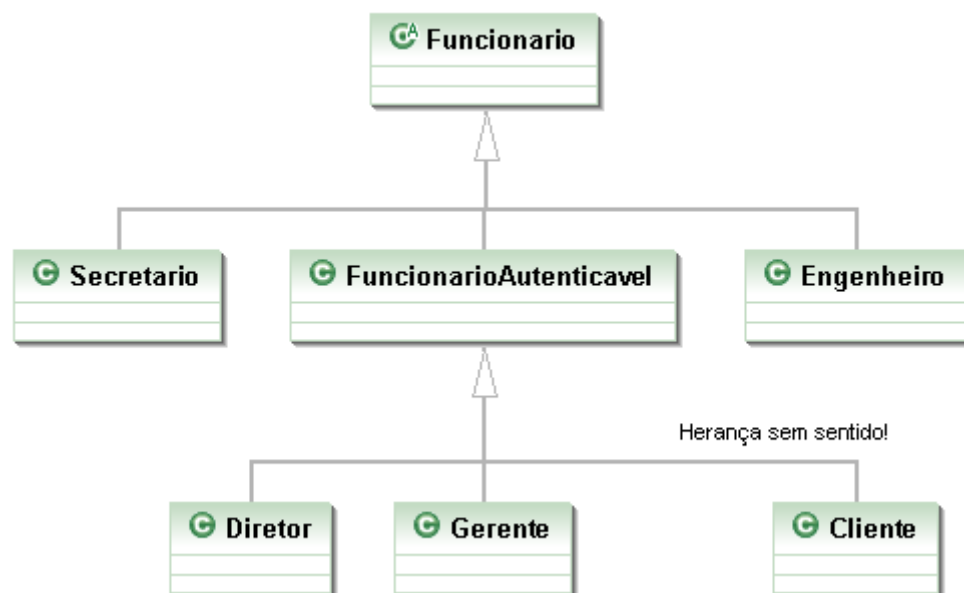 Funcionario
Secretario
FuncionarioAutenticavel
Engenheiro
Herança sem sentido!
Diretor
Gerente
Cliente